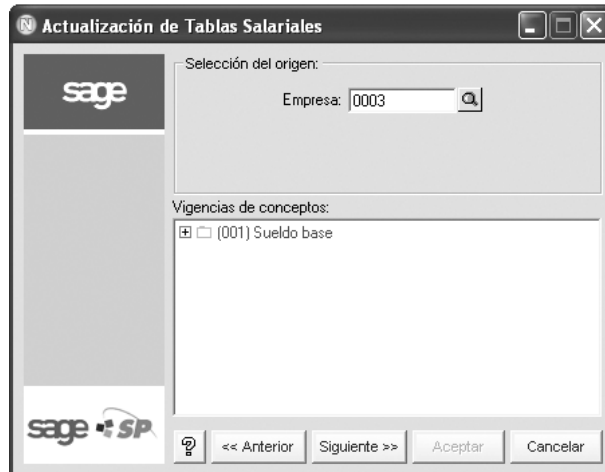 N Actualización de Tablas Salariales
sage
Selección del origen:
Empresa: 0003
Vigencias de conceptos:
(001) Sueldo base
sage SP
? << Anterior Siguiente >> Aceptar Cancelar